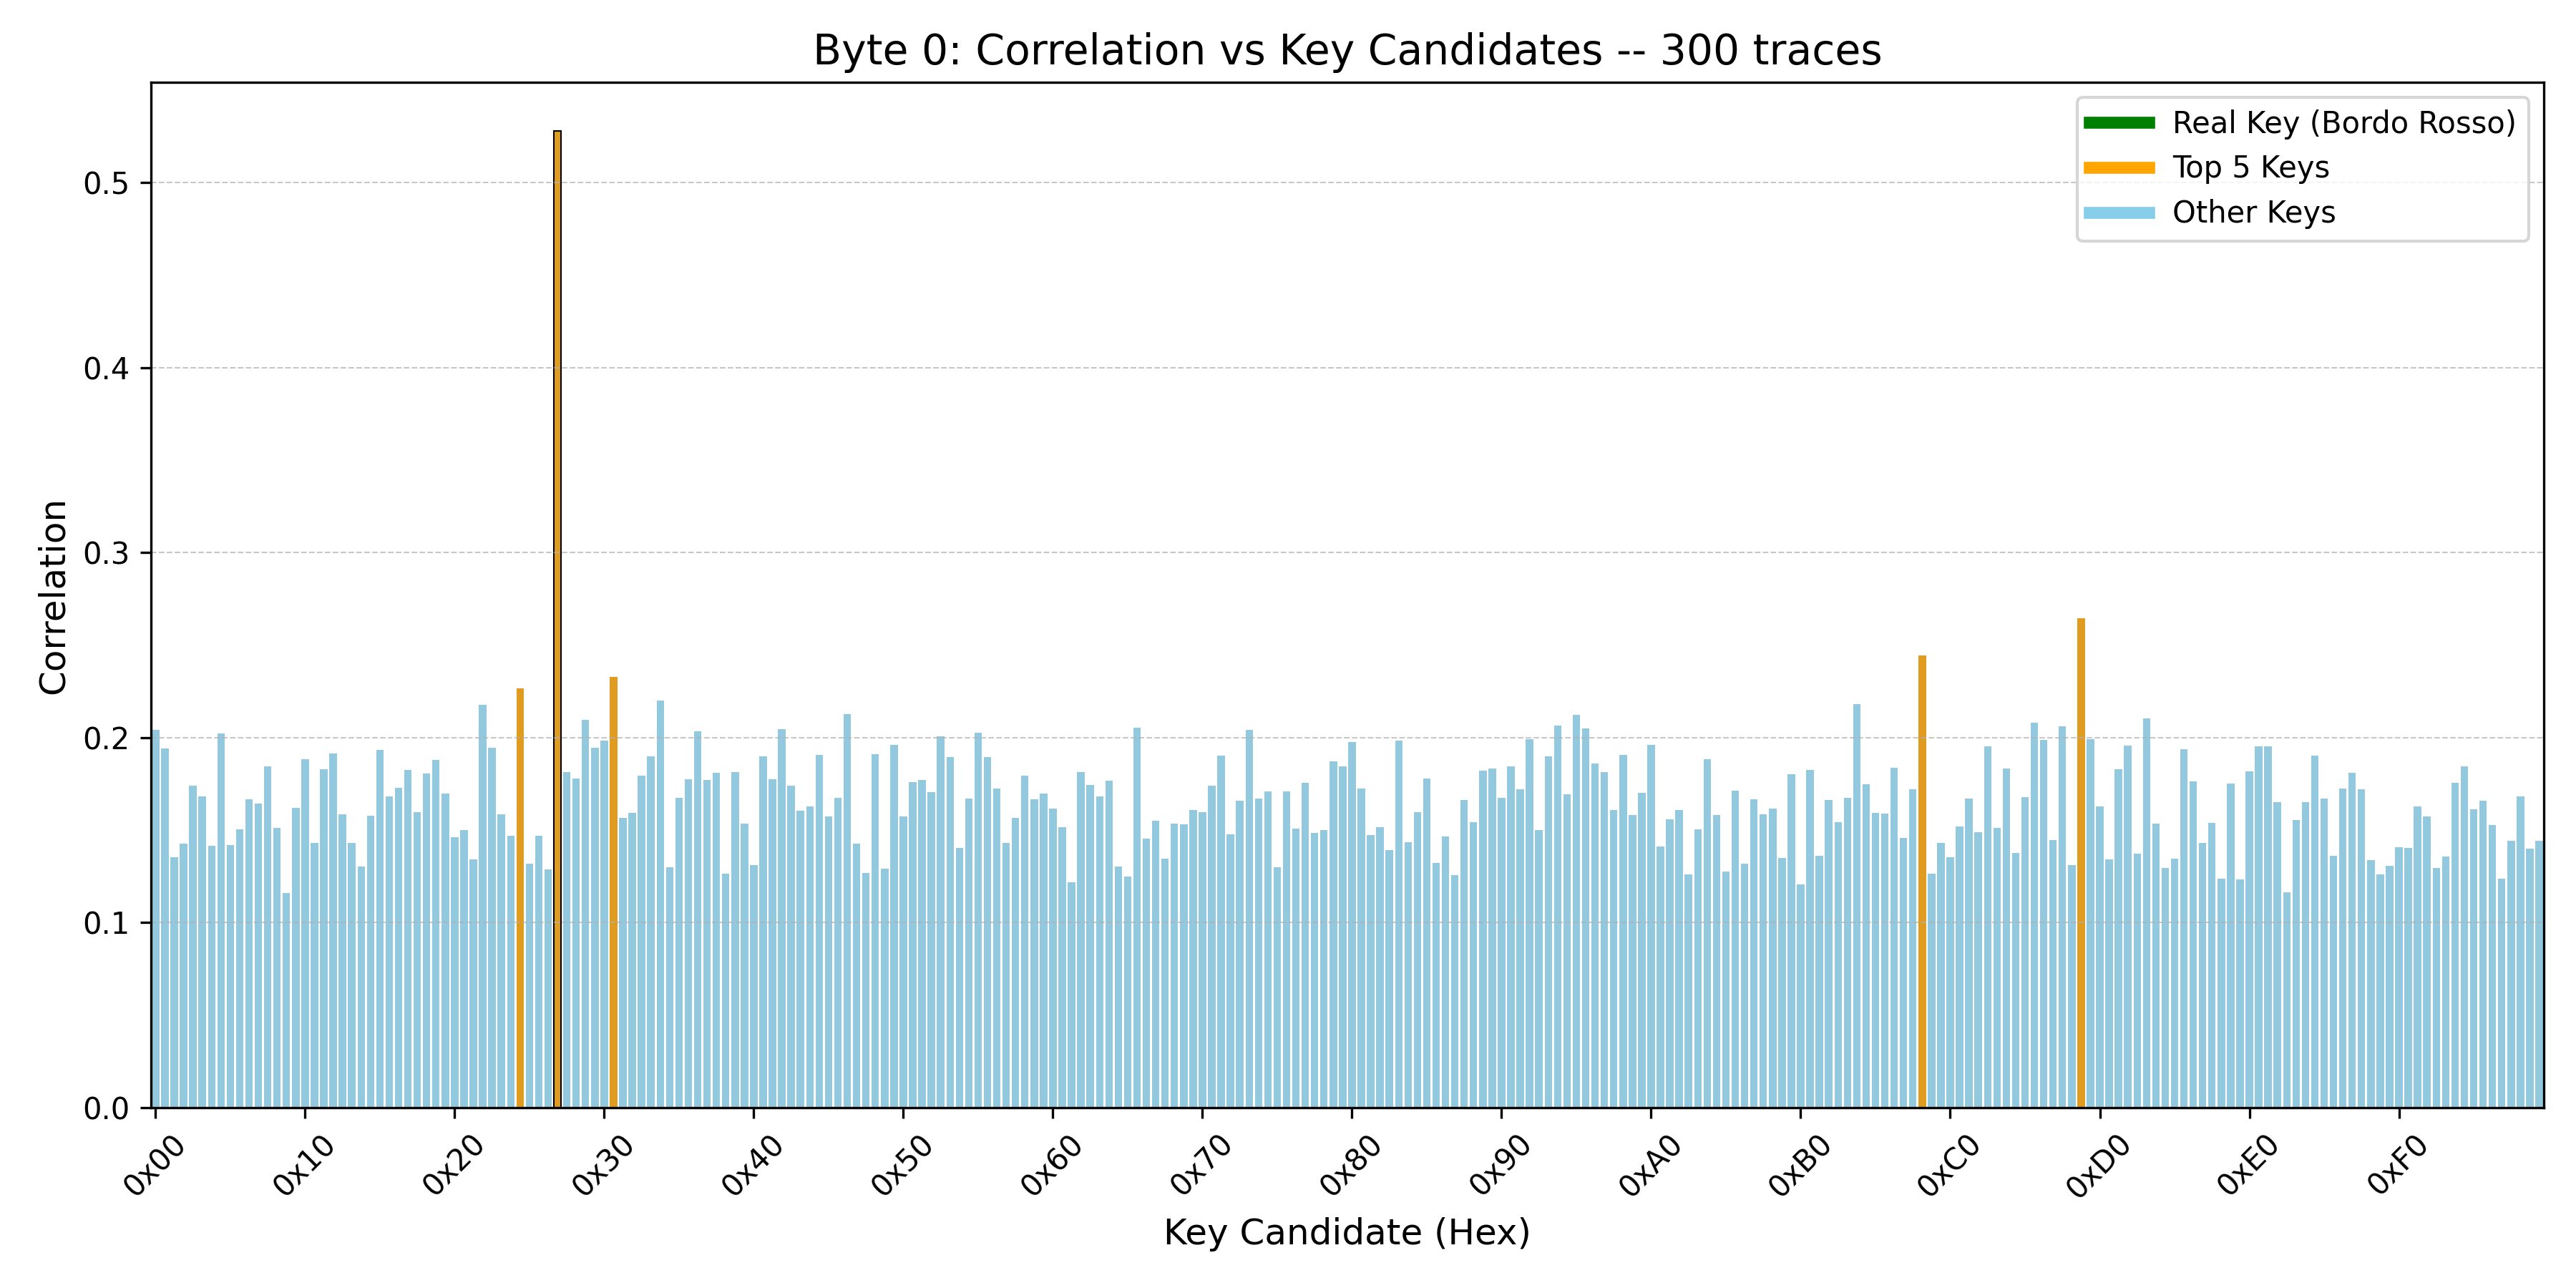 Byte 0: Correlation vs Key Candidates -- 300 traces
Real Key (Bordo Rosso)
Top 5 Keys
Other Keys
0.5
0.4
0.3
0.2
0.1
0.0
Correlation
0x00 0x10 0x20 0x30 0x40 0x50 0x60 0x70 0x80 0x90 0xA0 0xB0 0xC0 0xD0 0xE0 0xF0
Key Candidate (Hex)